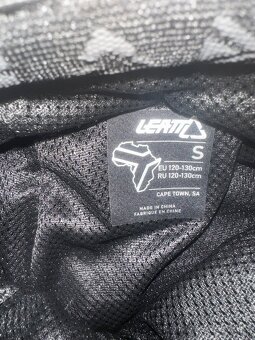 LEATT
S
EU 120-130cm
RU 120-130cm
CAPE TOWN, SA
MADE IN CHINA
FABRIQUÉ EN CHINE